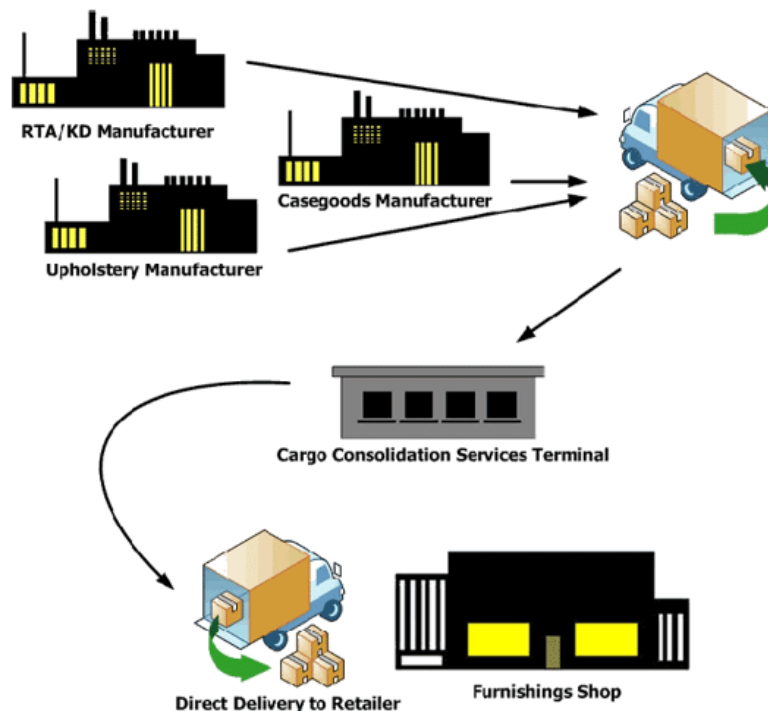 RTA/KD Manufacturer
Casegoods Manufacturer
Upholstery Manufacturer
Cargo Consolidation Services Terminal
Direct Delivery to Retailer
Furnishings Shop